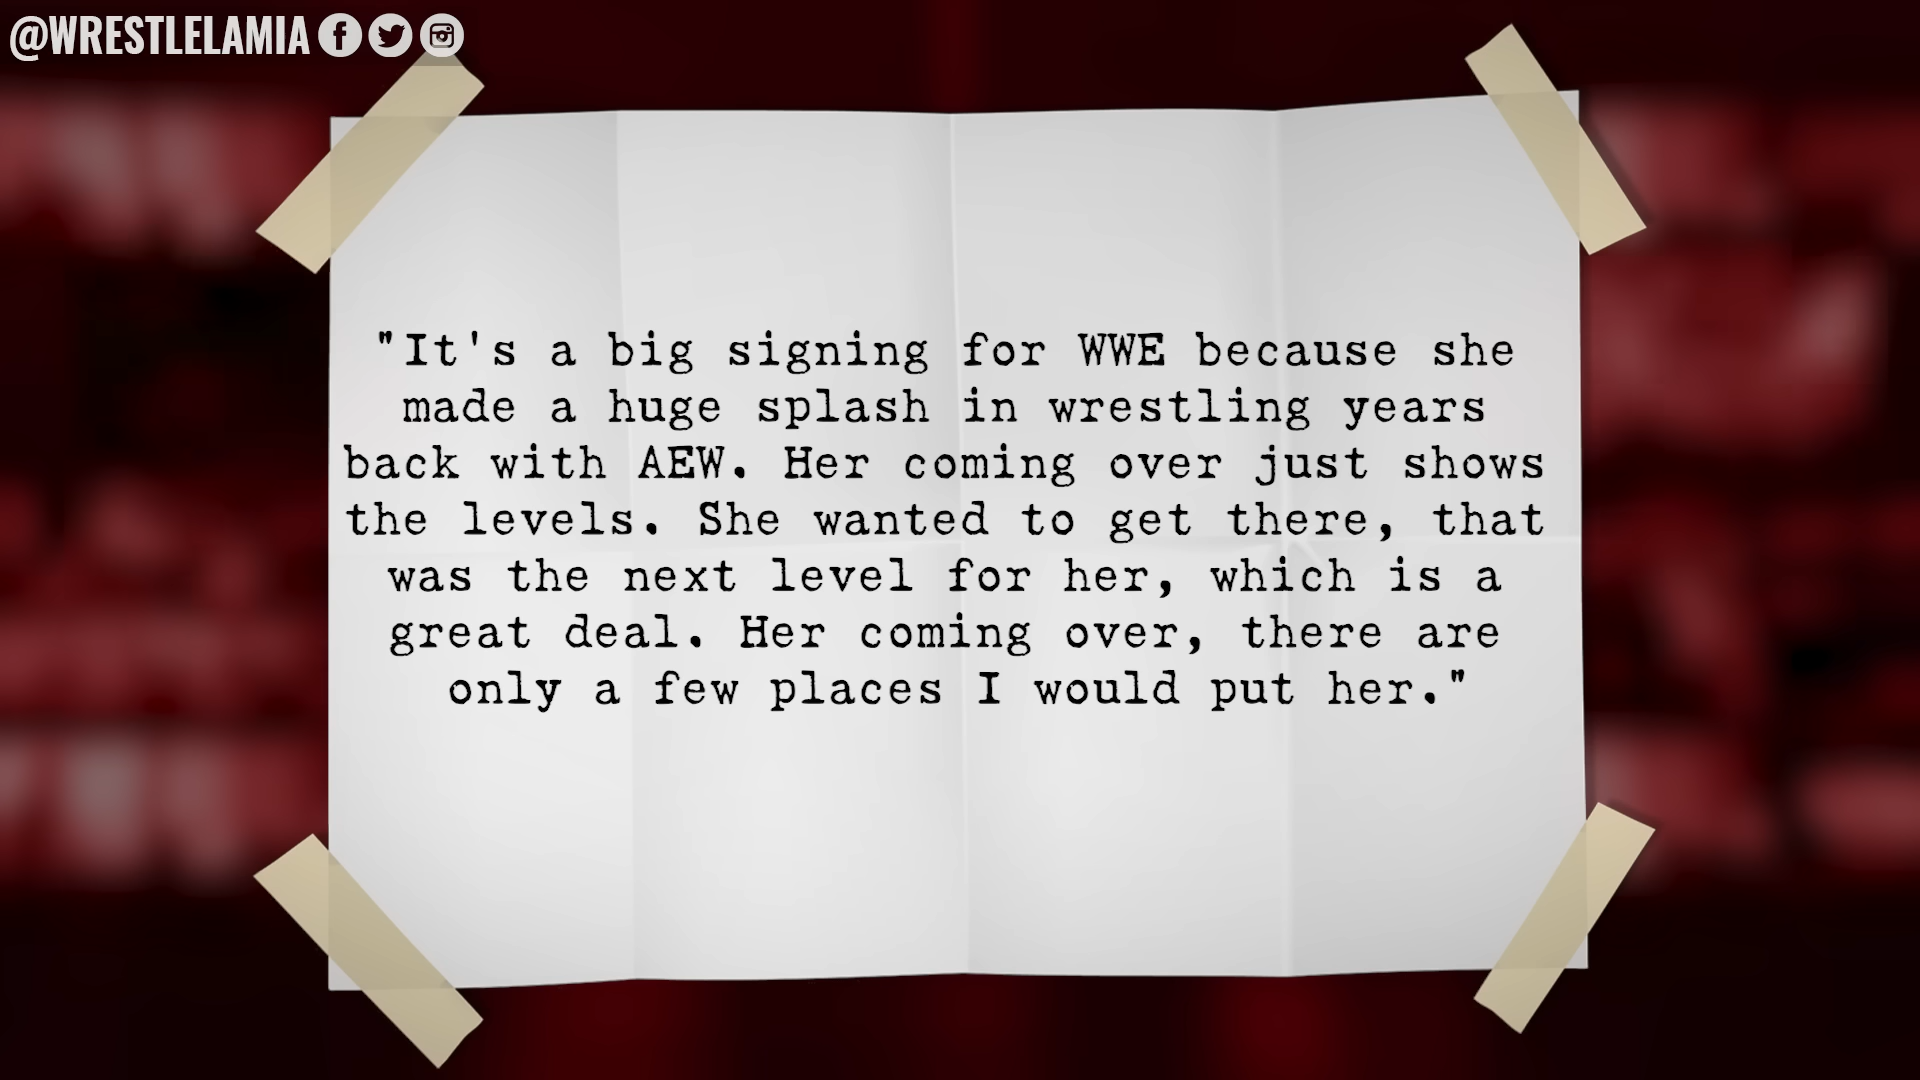 @WRESTLELAMIA
"It's a big signing for WWE because she
made a huge splash in wrestling years
back with AEW. Her coming over just shows
the levels. She wanted to get there, that
was the next level for her, which is a
great deal. Her coming over, there are
only a few places I would put her."